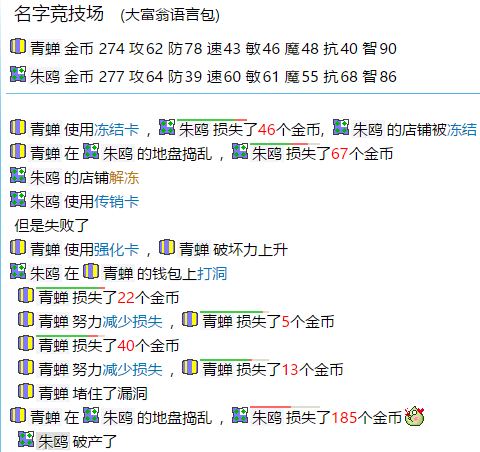 名字竞技场 (大富翁语言包)
青蝉 金币 274 攻62 防78 速43 敏46 魔48 抗40 智90
朱鸥 金币 277 攻64 防39 速60 敏61 魔55 抗68 智86
青蝉 使用冻结卡 , 朱鸥 损失了46个金币, 朱鸥 的店铺被冻结
青蝉 在 朱鸥 的地盘捣乱 , 朱鸥 损失了67个金币
朱鸥 的店铺解冻
朱鸥 使用传销卡
但是失败了
青蝉 使用强化卡 , 青蝉 破坏力上升
朱鸥 在 青蝉 的钱包上打洞
青蝉 损失了22个金币
青蝉 努力减少损失 , 青蝉 损失了5个金币
青蝉 损失了40个金币
青蝉 努力减少损失 , 青蝉 损失了13个金币
青蝉 堵住了漏洞
青蝉 在 朱鸥 的地盘捣乱 , 朱鸥 损失了185个金币
朱鸥 破产了